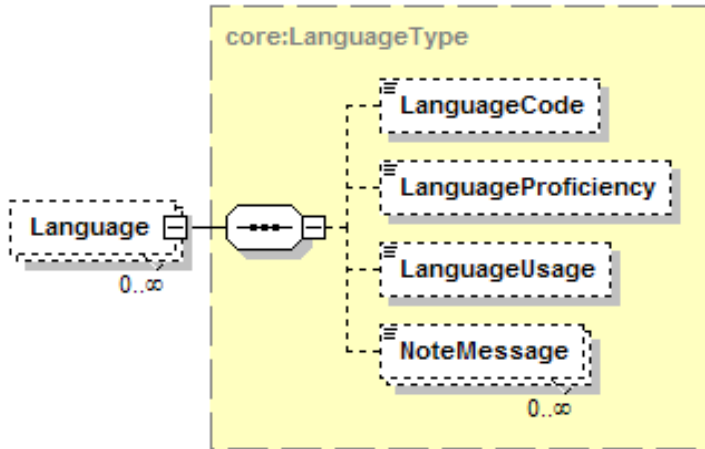 core:LanguageType
LanguageCode
LanguageProficiency
Language
0..∞
LanguageUsage
NoteMessage
0..∞